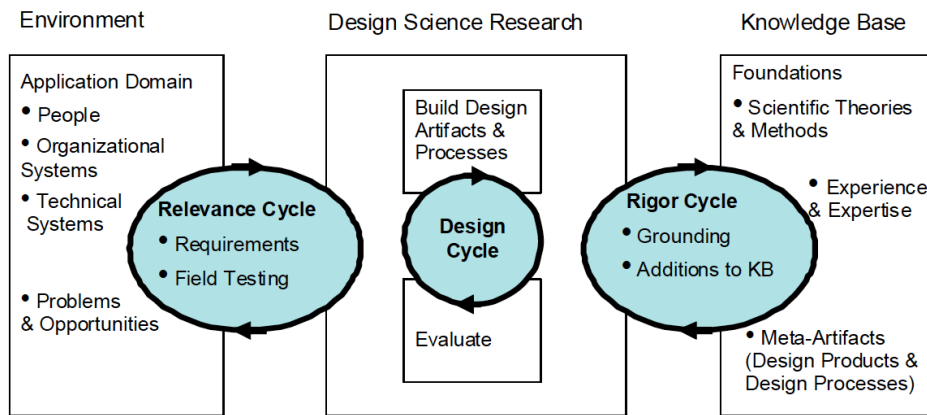 Environment
Design Science Research
Knowledge Base
Application Domain
• People
• Organizational
Systems
• Technical
Systems
• Problems
& Opportunities
Relevance Cycle
• Requirements
• Field Testing
Build Design
Artifacts &
Processes
Design
Cycle
Evaluate
Rigor Cycle
• Grounding
• Additions to KB
Foundations
• Scientific Theories
& Methods
• Experience
& Expertise
• Meta-Artifacts
(Design Products &
Design Processes)